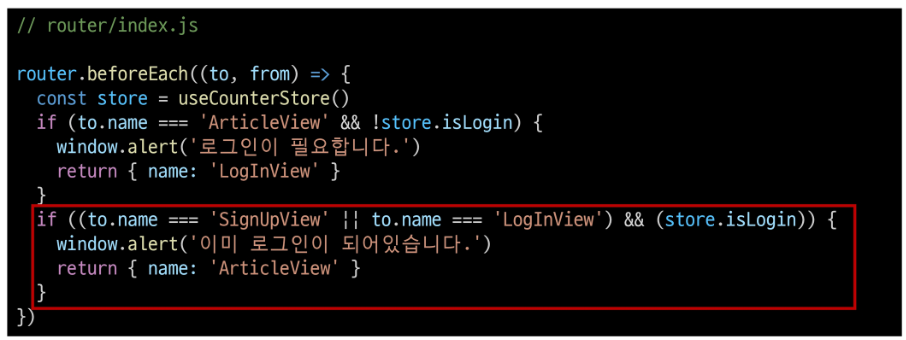 // router/index.js
router.beforeEach((to, from) => {
  const store = useCounterStore()
  if (to.name === 'ArticleView' && !store.isLogin) {
    window.alert('로그인이 필요합니다.')
    return { name: 'LogInView' }
  }
  if ((to.name === 'SignUpView' || to.name === 'LogInView') && (store.isLogin)) {
    window.alert('이미 로그인이 되어있습니다.')
    return { name: 'ArticleView' }
  }
})